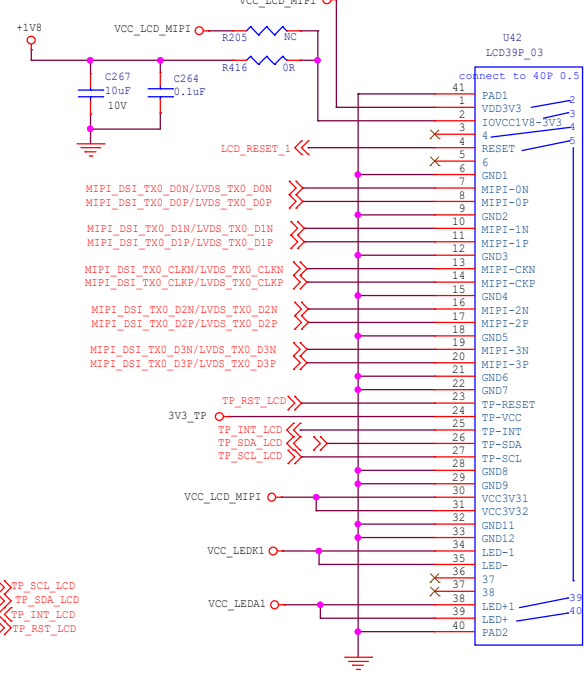 VCC_LCD_MIPI
+1V8
VCC_LCD_MIPI
R205
NC
R416
0R
C267
10uF
10V
C264
0.1uF
U42
LCD39P_03
connect to 40P 0.5
41 PAD1
1 VDD3V3 2
2 IOVCC1V8-3V3 3
3 4 4
LCD_RESET_1 4 RESET 5
5 6
6 GND1
MIPI_DSI_TX0_D0N/LVDS_TX0_D0N 7 MIPI-0N
MIPI_DSI_TX0_D0P/LVDS_TX0_D0P 8 MIPI-0P
9 GND2
MIPI_DSI_TX0_D1N/LVDS_TX0_D1N 10 MIPI-1N
MIPI_DSI_TX0_D1P/LVDS_TX0_D1P 11 MIPI-1P
12 GND3
MIPI_DSI_TX0_CLKN/LVDS_TX0_CLKN 13 MIPI-CKN
MIPI_DSI_TX0_CLKP/LVDS_TX0_CLKP 14 MIPI-CKP
15 GND4
MIPI_DSI_TX0_D2N/LVDS_TX0_D2N 16 MIPI-2N
MIPI_DSI_TX0_D2P/LVDS_TX0_D2P 17 MIPI-2P
18 GND5
MIPI_DSI_TX0_D3N/LVDS_TX0_D3N 19 MIPI-3N
MIPI_DSI_TX0_D3P/LVDS_TX0_D3P 20 MIPI-3P
21 GND6
22 GND7
TP_RST_LCD 23 TP-RESET
3V3_TP 24 TP-VCC
TP_INT_LCD 25 TP-INT
TP_SDA_LCD 26 TP-SDA
TP_SCL_LCD 27 TP-SCL
28 GND8
29 GND9
VCC_LCD_MIPI 30 VCC3V31
31 VCC3V32
32 GND11
33 GND12
VCC_LEDK1 34 LED-1
35 LED-
36 37
37 38
VCC_LEDA1 38 LED+1 39
39 LED+ 40
40 PAD2
TP_SCL_LCD
TP_SDA_LCD
TP_INT_LCD
TP_RST_LCD